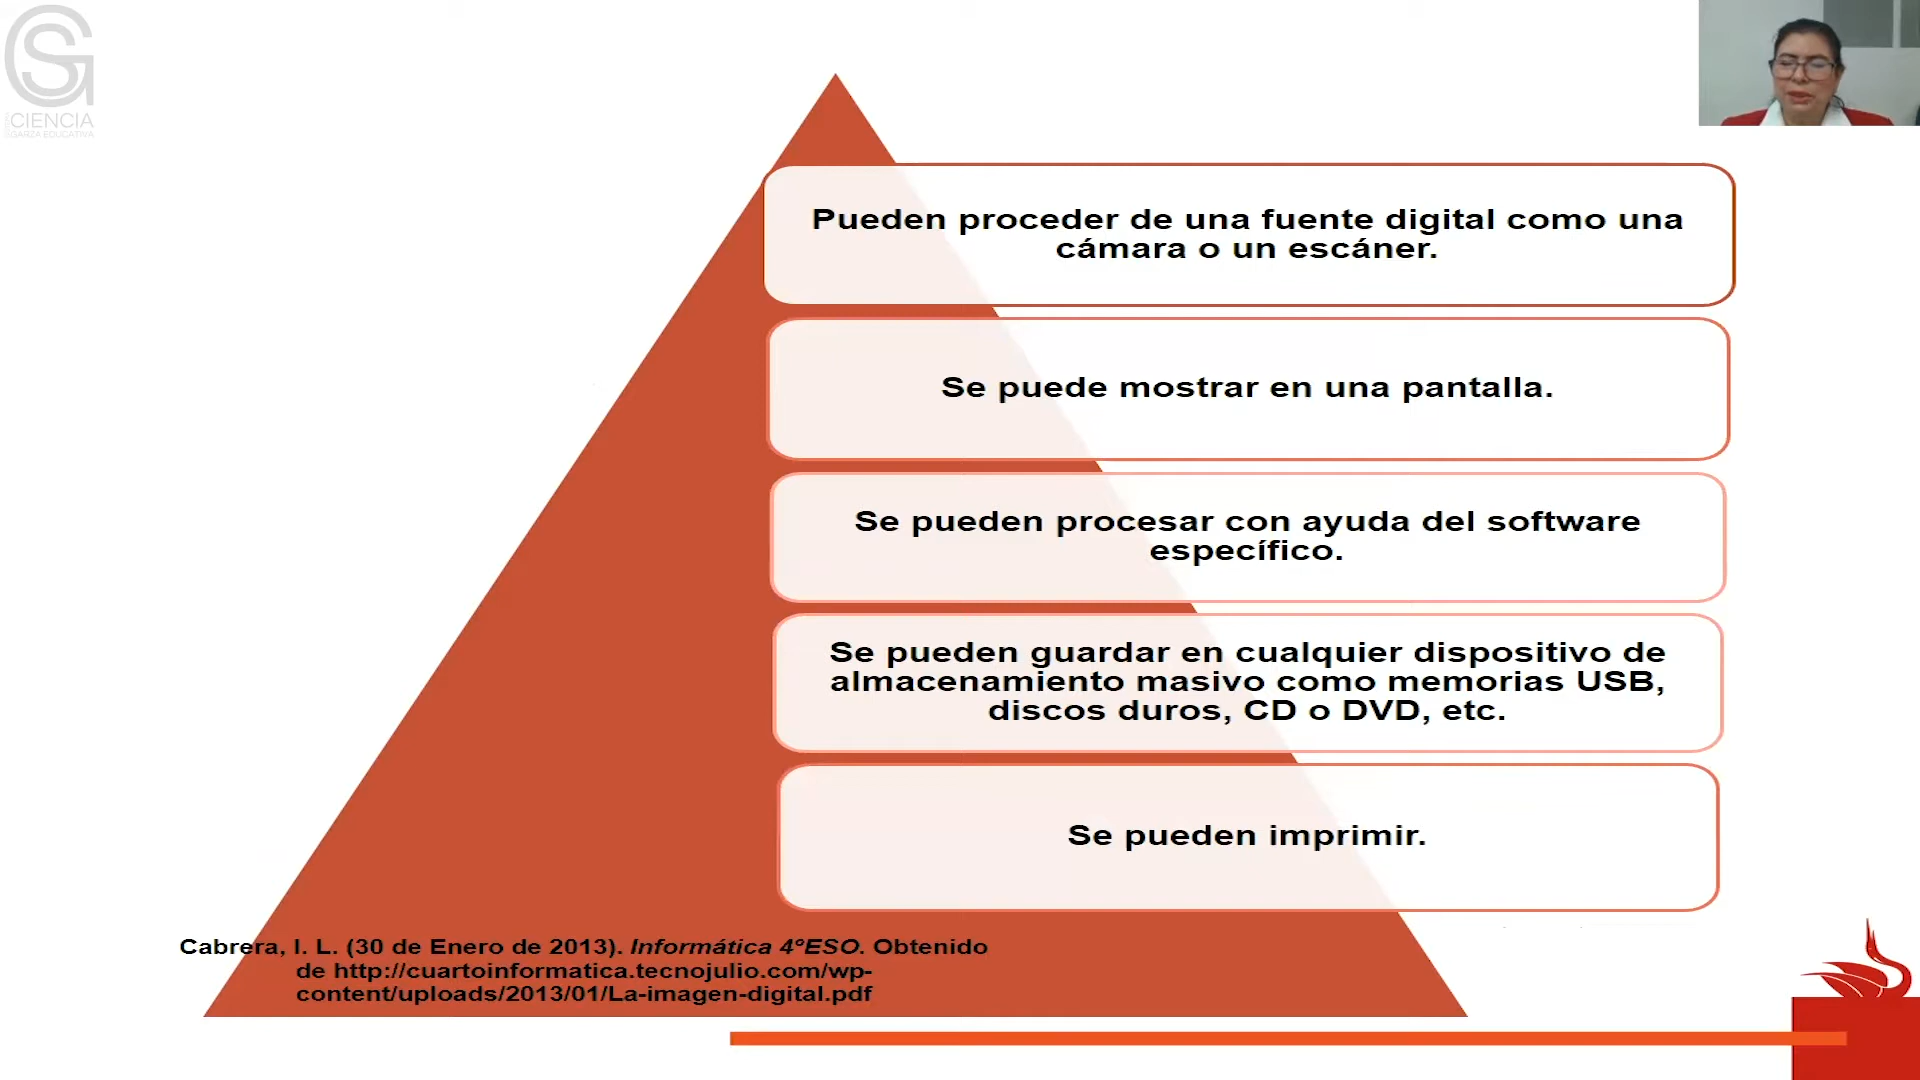 CIENCIA
GARZA EDUCATIVA
Pueden proceder de una fuente digital como una
cámara o un escáner.
Se puede mostrar en una pantalla.
Se pueden procesar con ayuda del software
específico.
Se pueden guardar en cualquier dispositivo de
almacenamiento masivo como memorias USB,
discos duros, CD o DVD, etc.
Se pueden imprimir.
Cabrera, I. L. (30 de Enero de 2013). Informática 4ºESO. Obtenido
de http://cuartoinformatica.tecnojulio.com/wp-
content/uploads/2013/01/La-imagen-digital.pdf